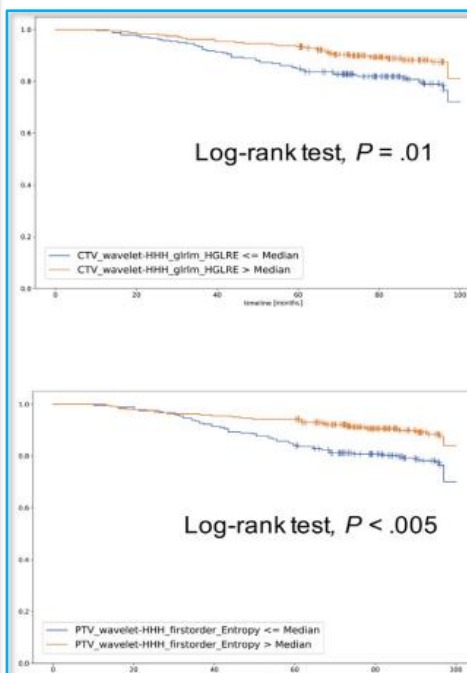 1.0
0.8
0.6
0.4
0.2
0.0
Log-rank test, P = .01
CTV_wavelet-HHH_glrlm_HGLRE <= Median
CTV_wavelet-HHH_glrlm_HGLRE > Median
0 20 40 60 80 100
timeline [months]
1.0
0.8
0.6
0.4
0.2
0.0
Log-rank test, P < .005
PTV_wavelet-HHH_firstorder_Entropy <= Median
PTV_wavelet-HHH_firstorder_Entropy > Median
0 20 40 60 80 100